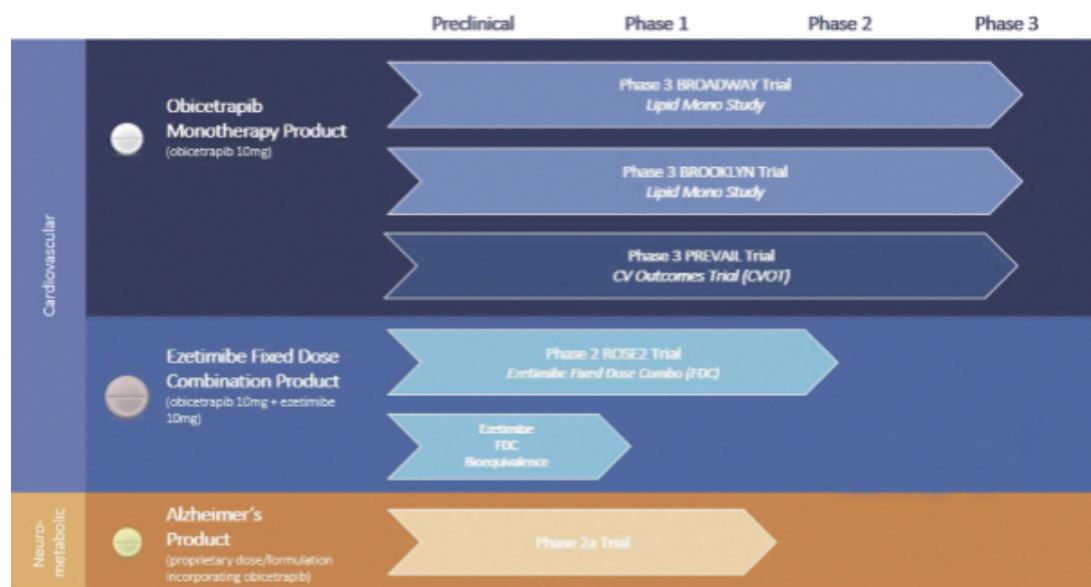 Preclinical Phase 1 Phase 2 Phase 3
Cardiovascular
Obicetrapib
Monotherapy Product
(obicetrapib 10mg)
Phase 3 BROADWAY Trial
Lipid Mono Study
Phase 3 BROOKLYN Trial
Lipid Mono Study
Phase 3 PREVAIL Trial
CV Outcomes Trial (CVOT)
Ezetimibe Fixed Dose
Combination Product
(obicetrapib 10mg + ezetimibe
10mg)
Phase 2 ROSE2 Trial
Ezetimibe Fixed Dose Combo (FDC)
Ezetimibe
FDC
Bioequivalence
Neuro-
metabolic
Alzheimer's
Product
(proprietary dose/formulation
incorporating obicetrapib)
Phase 2a Trial